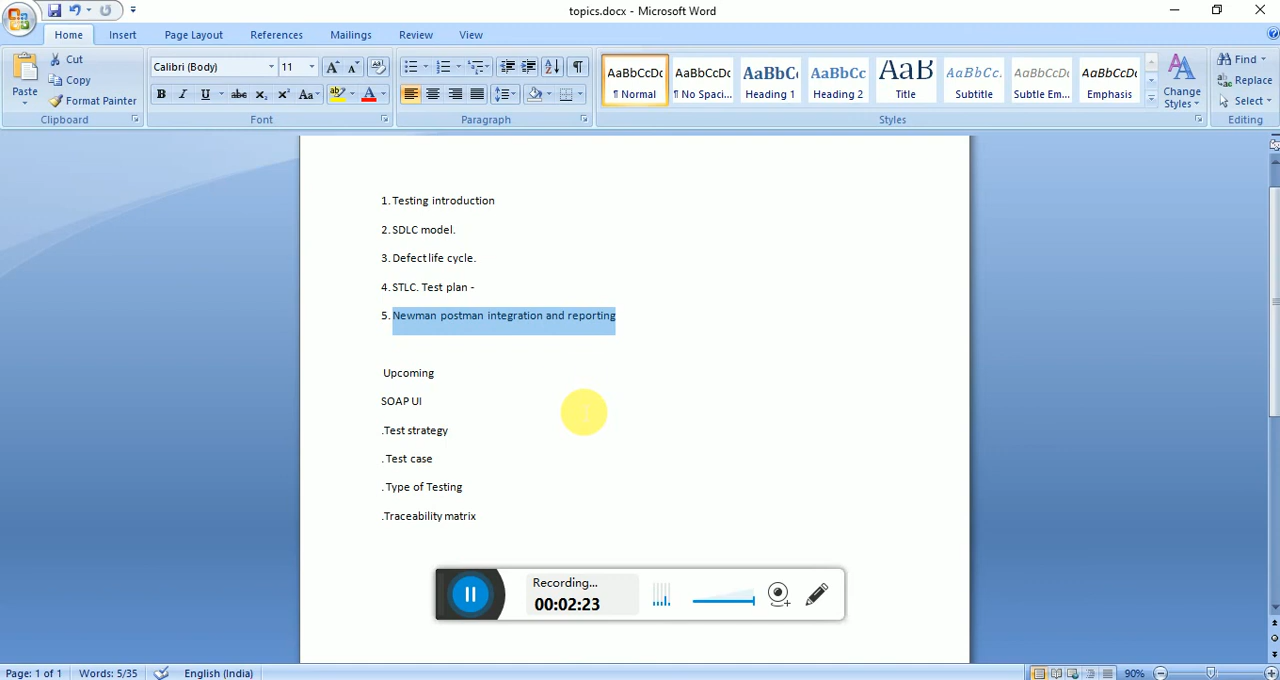 topics.docx - Microsoft Word
Home Insert Page Layout References Mailings Review View
Paste
Cut
Copy
Format Painter
Clipboard
Calibri (Body) 11
Font
Paragraph
AaBbCcDc AaBbCcDc AaBbC( AaBbCc AaB AaBbCc. AaBbCcDc AaBbCcDc
¶ Normal ¶ No Spaci... Heading 1 Heading 2 Title Subtitle Subtle Em... Emphasis
Change Styles
Styles
Find
Replace
Select
Editing
1. Testing introduction
2. SDLC model.
3. Defect life cycle.
4. STLC. Test plan -
5. Newman postman integration and reporting
Upcoming
SOAP UI
.Test strategy
. Test case
. Type of Testing
.Traceability matrix
Recording...
00:02:23
Page: 1 of 1 Words: 5/35 English (India) 90%